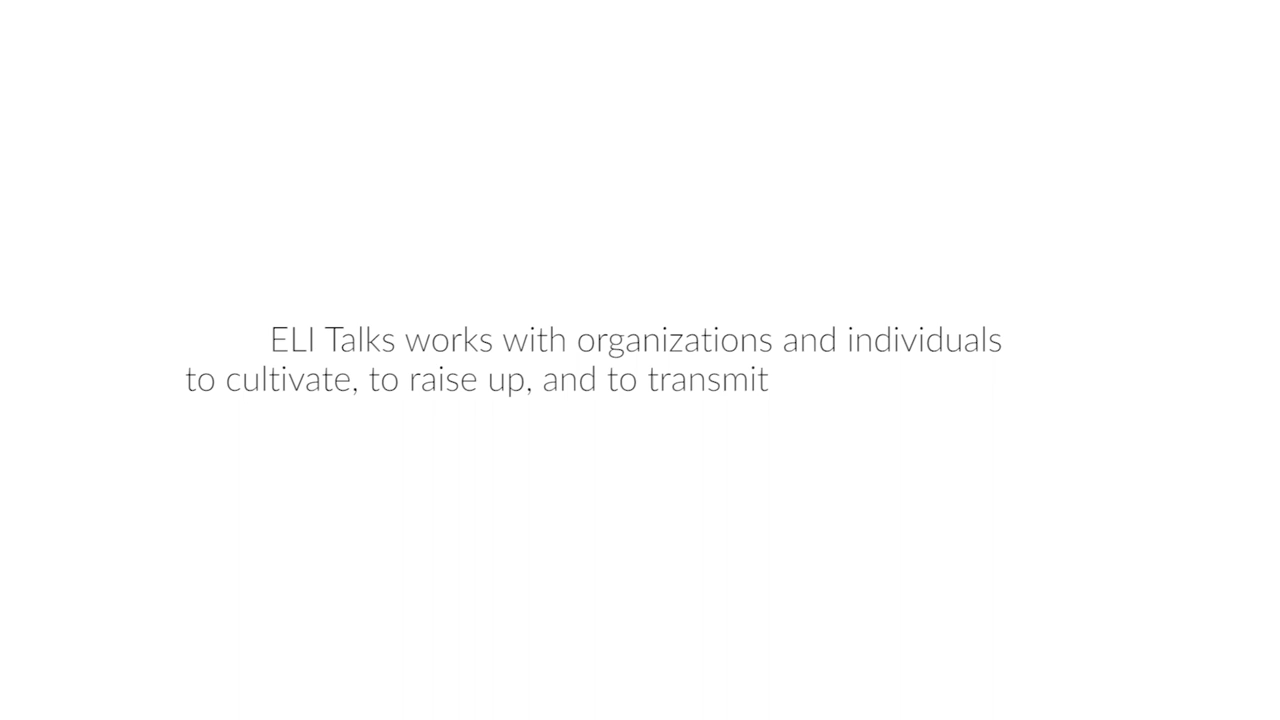 ELI Talks works with organizations and individuals
to cultivate, to raise up, and to transmit